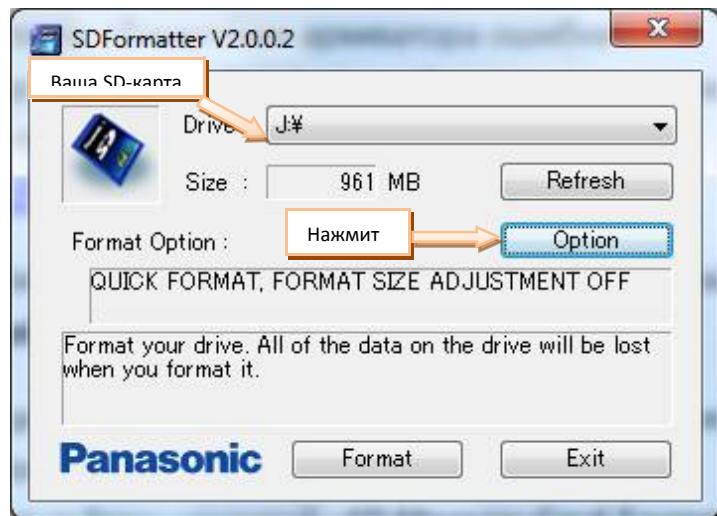 SDFormatter V2.0.0.2
Ваша SD-карта
Drive J:¥
Size : 961 MB Refresh
Format Option : Нажмит Option
QUICK FORMAT, FORMAT SIZE ADJUSTMENT OFF
Format your drive. All of the data on the drive will be lost
when you format it.
Panasonic Format Exit